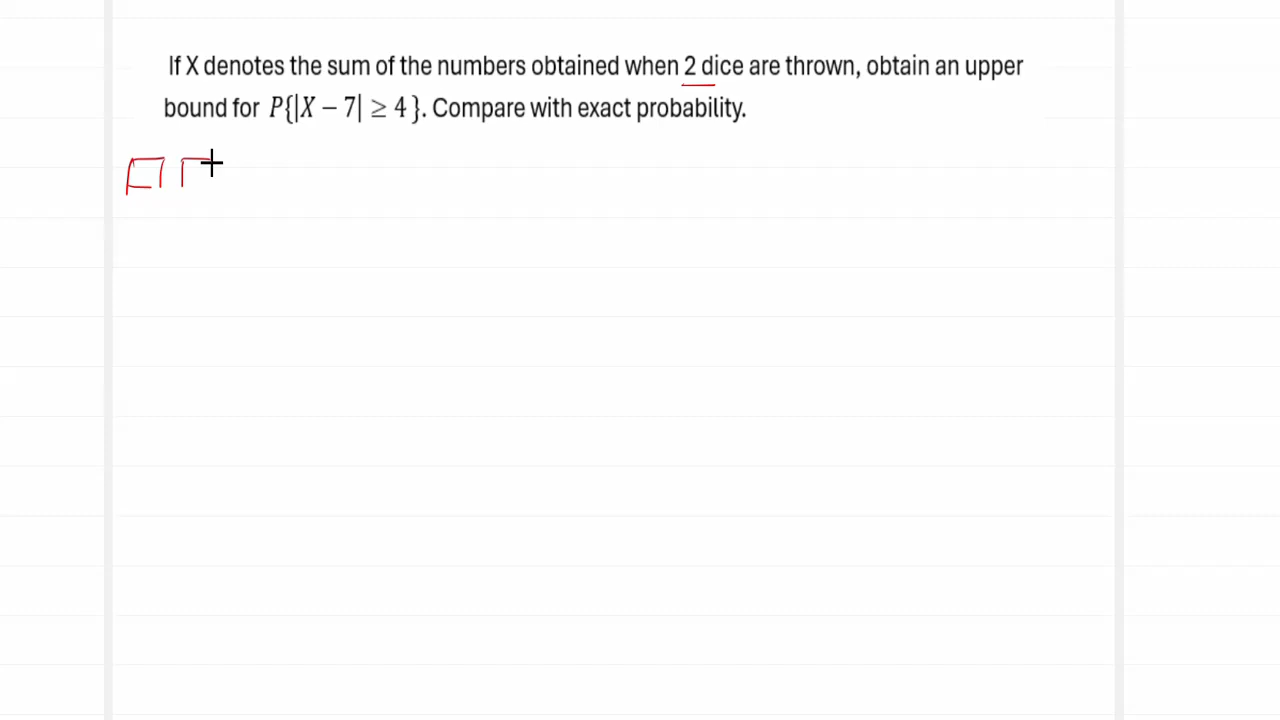 If X denotes the sum of the numbers obtained when 2 dice are thrown, obtain an upper
bound for P{|X − 7| ≥ 4}. Compare with exact probability.